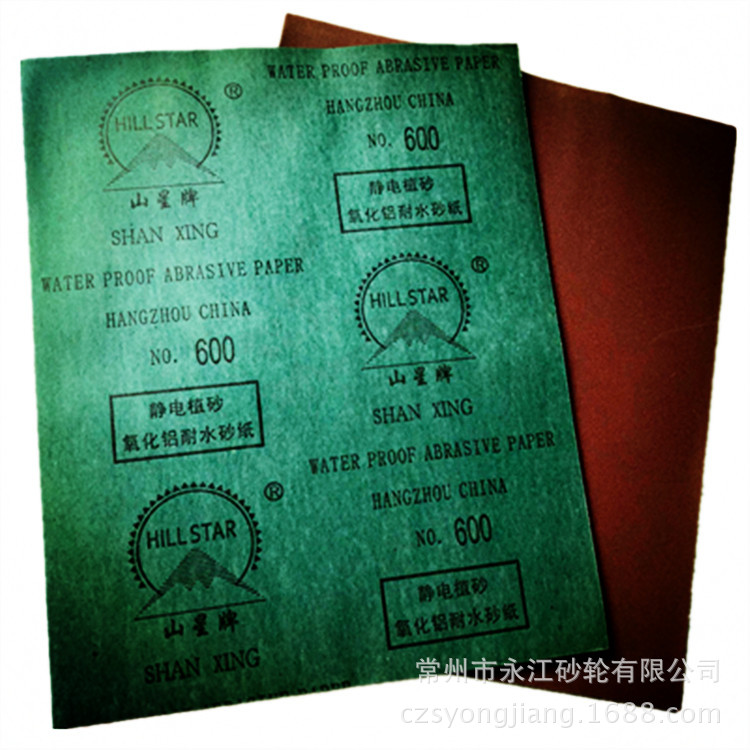 WATER PROOF ABRASIVE PAPER
HANGZHOU CHINA
NO. 600
静电植砂
氧化铝耐水砂纸
HILLSTAR
®
山星牌
SHAN XING
WATER PROOF ABRASIVE PAPER
HANGZHOU CHINA
NO. 600
静电植砂
氧化铝耐水砂纸
HILLSTAR
®
山星牌
SHAN XING
WATER PROOF ABRASIVE PAPER
HANGZHOU CHINA
NO. 600
静电植砂
氧化铝耐水砂纸
HILLSTAR
®
山星牌
SHAN XING
常州市永江砂轮有限公司
czsyongjiang.1688.com